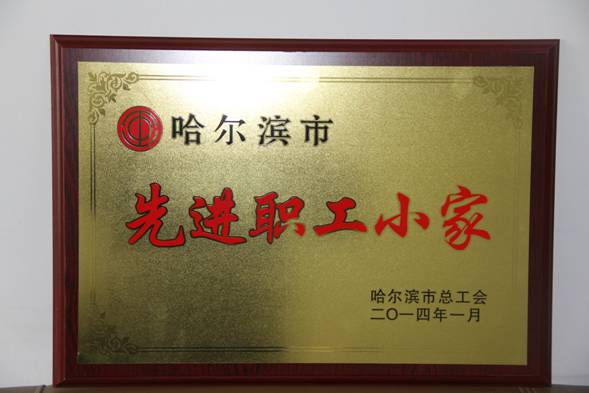 哈尔滨市
先进职工小家
哈尔滨市总工会
二〇一四年一月